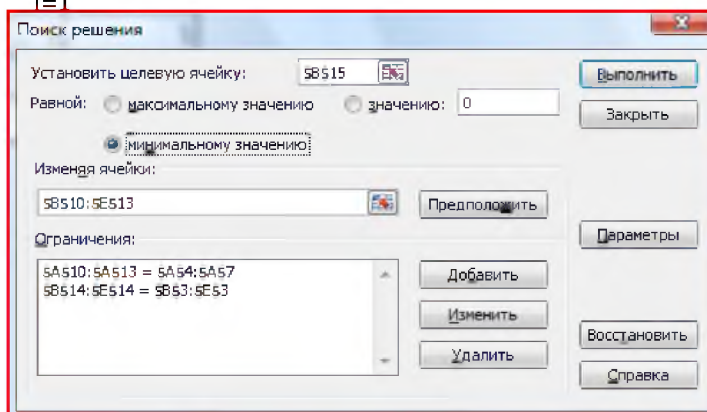 Поиск решения
Установить целевую ячейку: $B$15
Выполнить
Равной: максимальному значению значению: 0
Закрыть
минимальному значению
Изменяя ячейки:
$B$10:$E$13
Предположить
Параметры
Ограничения:
$A$10:$A$13 = $A$4:$A$7
$B$14:$E$14 = $B$3:$E$3
Добавить
Изменить
Удалить
Восстановить
Справка